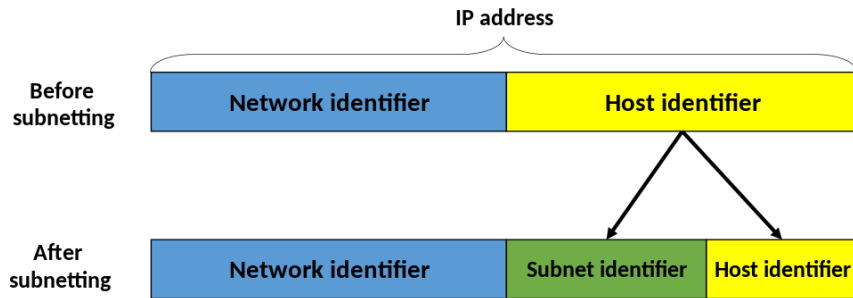 IP address
Before
subnetting
Network identifier
Host identifier
After
subnetting
Network identifier
Subnet identifier
Host identifier